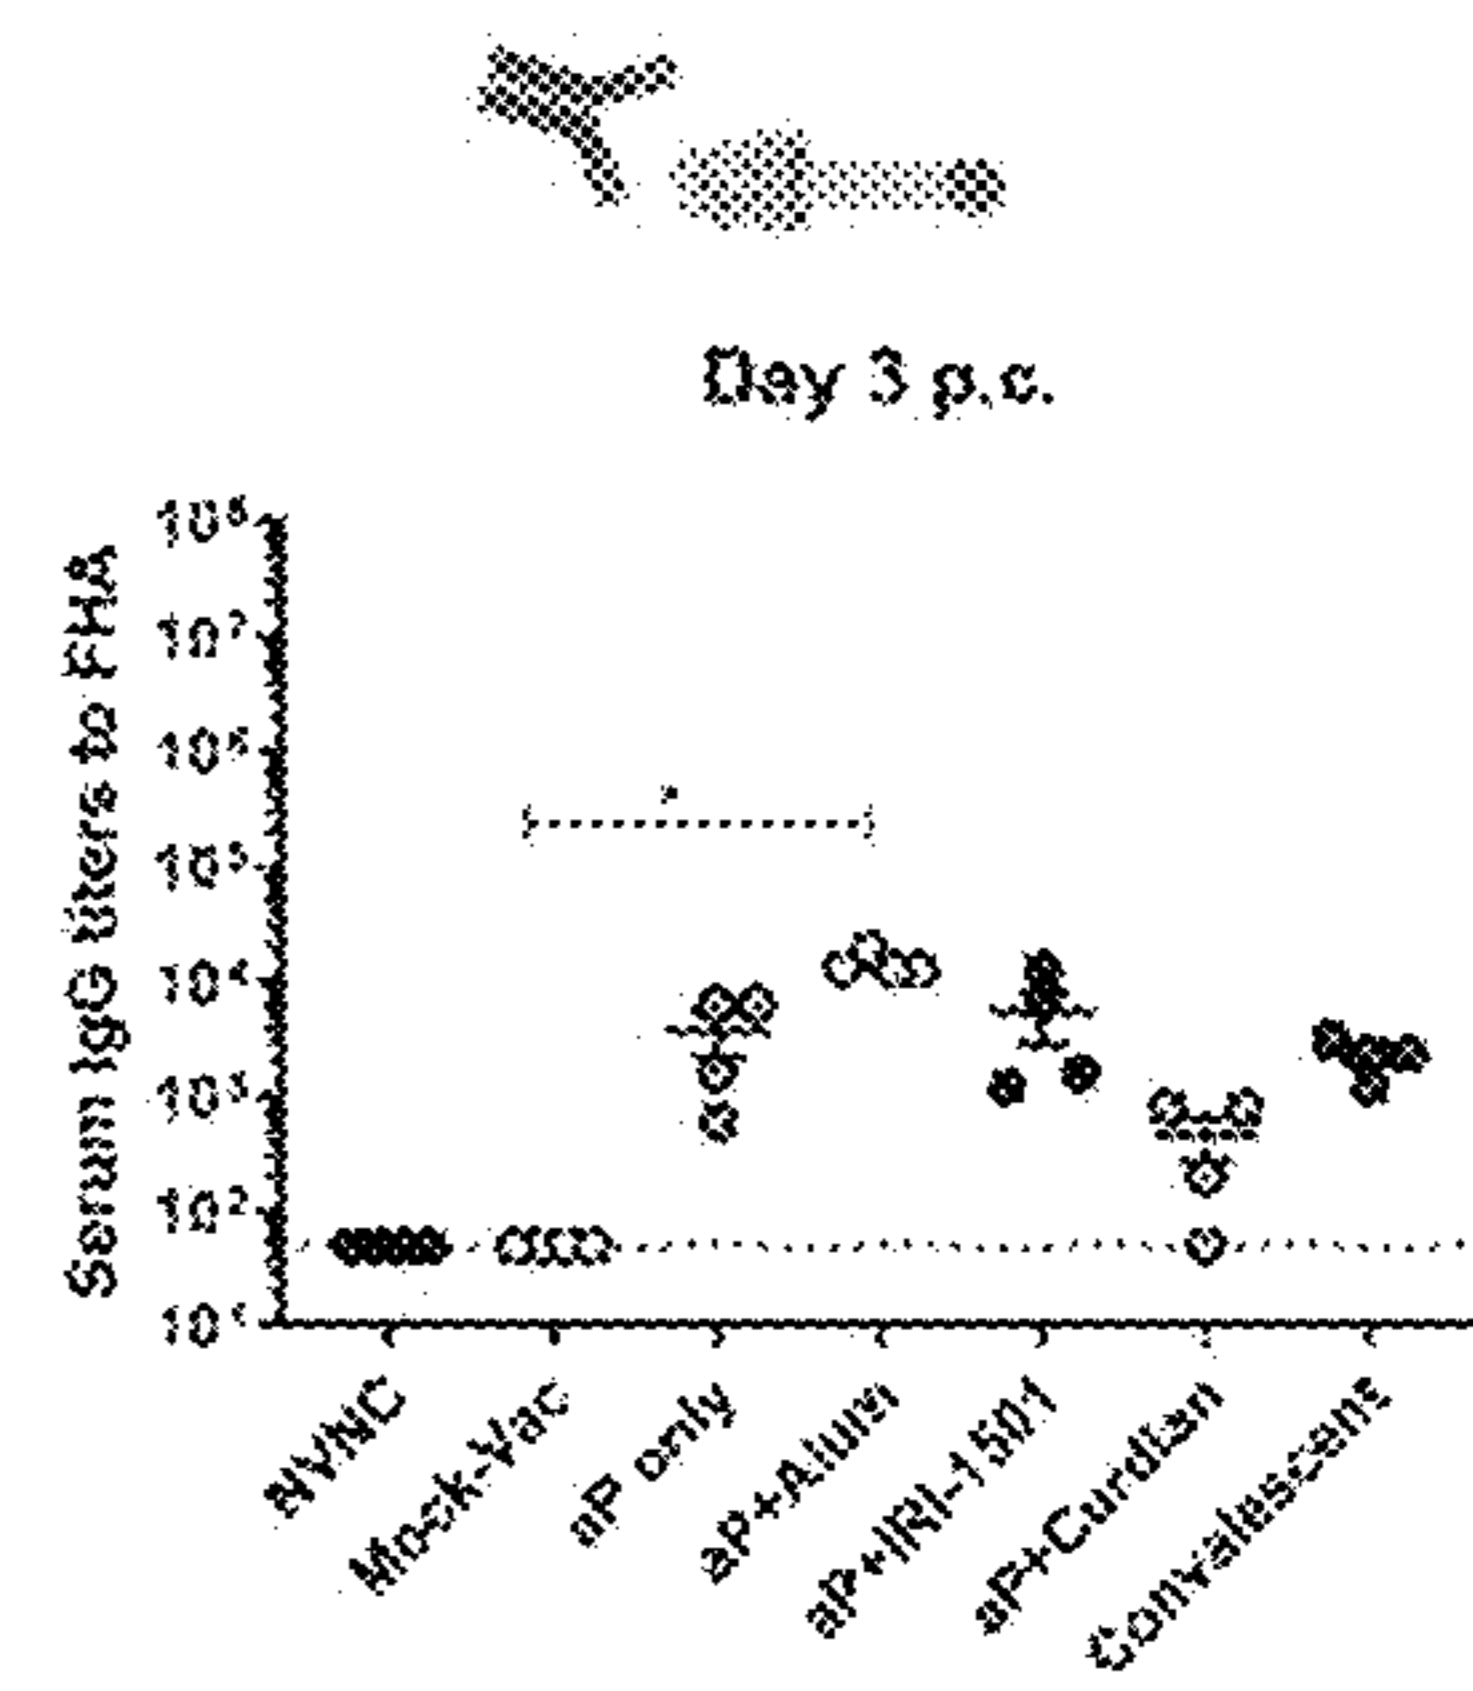 Day 3 p.c.
Serum IgG titers to FHA
10⁸
10⁷
10⁶
10⁵
10⁴
10³
10²
10¹
*
NVNC
Mock-Vac
aP only
aP+Alum
aP+IRI-1501
aP+Curdlan
Convalescent